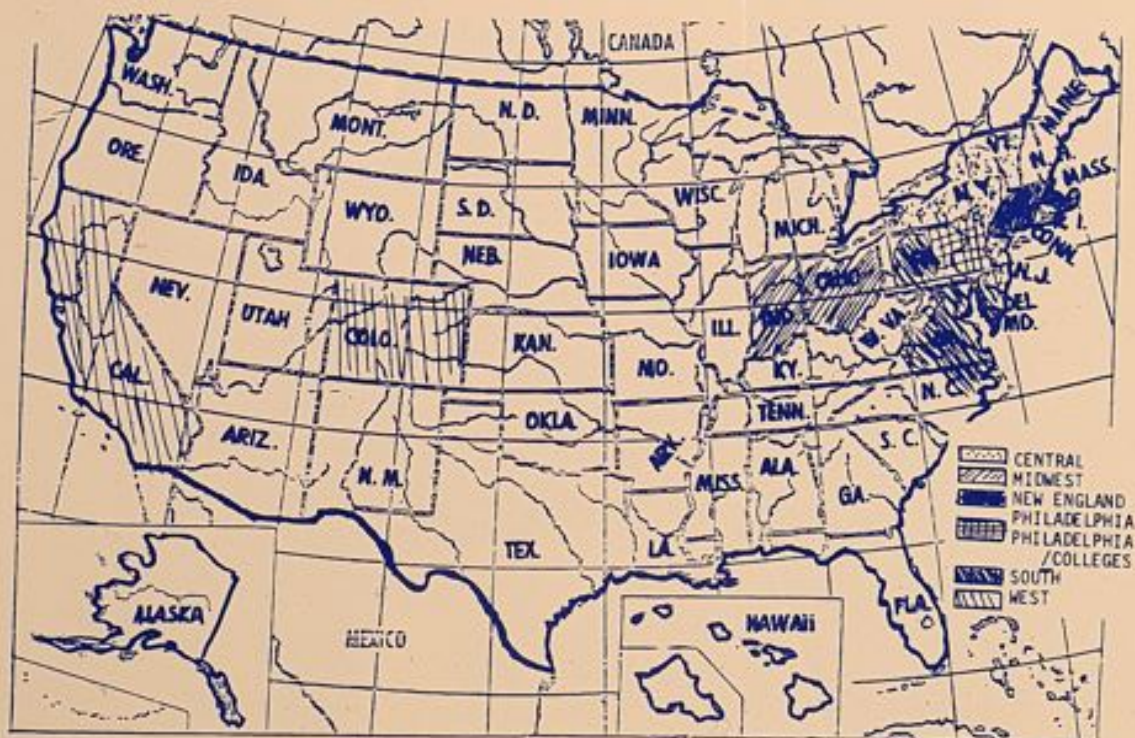 CANADA
WASH.
MONT.
N. D.
MINN.
MAINE
VT.
N.
ORE.
IDA.
N.Y.
MASS.
WYO.
S. D.
WISC.
MICH.
I.
CONN.
NEB.
IOWA
OHIO
N.J.
NEV.
UTAH
COLO.
ILL.
W. VA.
DEL
MD.
KAN.
MO.
KY.
CAL.
N. C.
TENN.
OKLA.
ARIZ.
N. M.
ARK.
S. C.
MISS.
ALA.
GA.
TEX.
LA.
FLA.
CENTRAL
MIDWEST
NEW ENGLAND
PHILADELPHIA
PHILADELPHIA
/COLLEGES
SOUTH
WEST
ALASKA
MEXICO
HAWAII